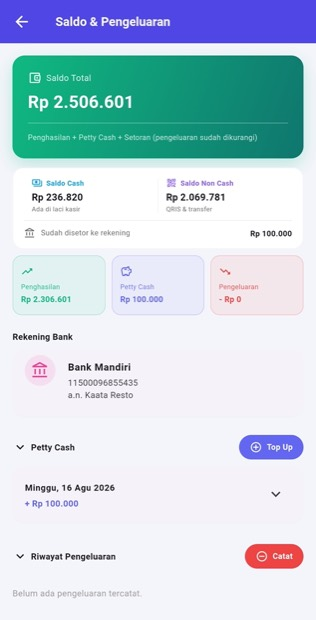 Saldo & Pengeluaran
Saldo Total
Rp 2.506.601
Penghasilan + Petty Cash + Setoran (pengeluaran sudah dikurangi)
Saldo Cash
Rp 236.820
Ada di laci kasir
Saldo Non Cash
Rp 2.069.781
QRIS & transfer
Sudah disetor ke rekening
Rp 100.000
Penghasilan
Rp 2.306.601
Petty Cash
Rp 100.000
Pengeluaran
- Rp 0
Rekening Bank
Bank Mandiri
11500096855435
a.n. Kaata Resto
Petty Cash
Top Up
Minggu, 16 Agu 2026
+ Rp 100.000
Riwayat Pengeluaran
Catat
Belum ada pengeluaran tercatat.